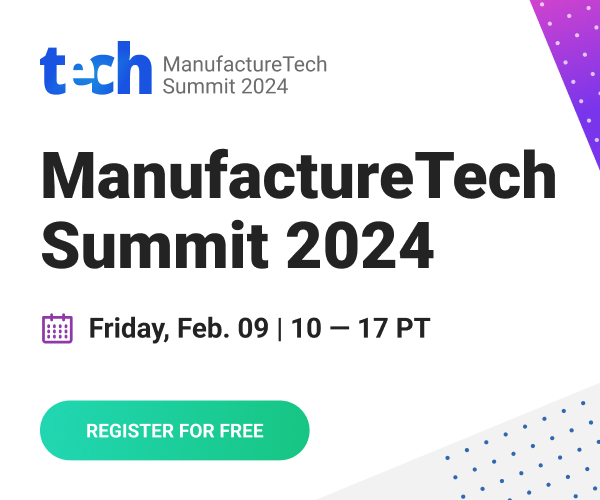 tech
ManufactureTech
Summit 2024
ManufactureTech
Summit 2024
Friday, Feb. 09 | 10 — 17 PT
REGISTER FOR FREE